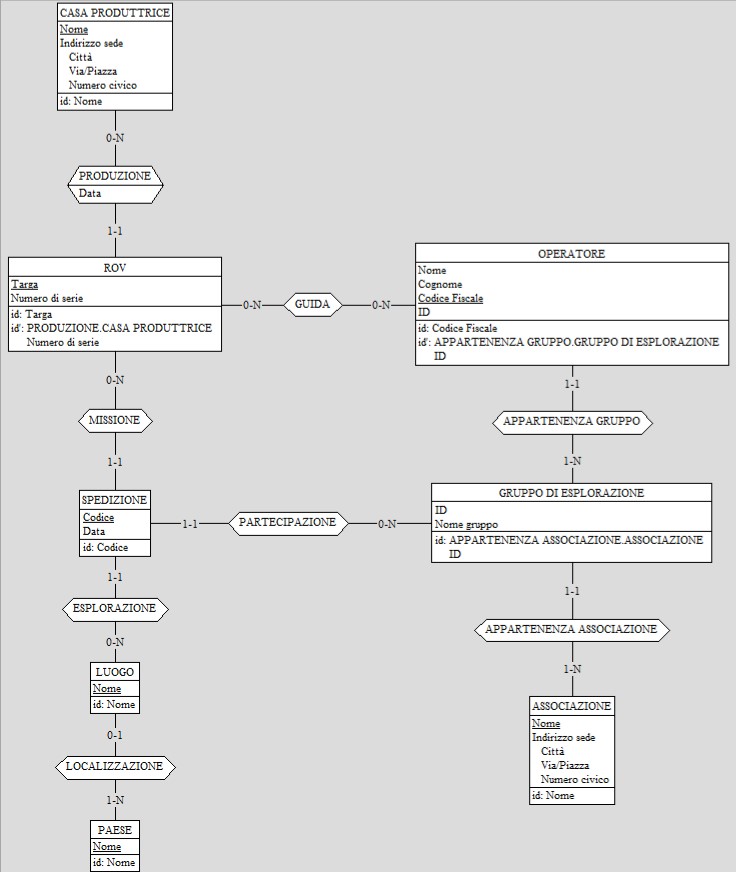 CASA PRODUTTRICE
Nome
Indirizzo sede
Città
Via/Piazza
Numero civico
id: Nome
0-N
PRODUZIONE
Data
1-1
ROV
Targa
Numero di serie
id: Targa
id': PRODUZIONE.CASA PRODUTTRICE
Numero di serie
0-N
GUIDA
0-N
OPERATORE
Nome
Cognome
Codice Fiscale
ID
id: Codice Fiscale
id': APPARTENENZA GRUPPO.GRUPPO DI ESPLORAZIONE
ID
0-N
MISSIONE
1-1
1-1
APPARTENENZA GRUPPO
1-N
SPEDIZIONE
Codice
Data
id: Codice
1-1
PARTECIPAZIONE
0-N
GRUPPO DI ESPLORAZIONE
ID
Nome gruppo
id: APPARTENENZA ASSOCIAZIONE.ASSOCIAZIONE
ID
1-1
ESPLORAZIONE
0-N
1-1
APPARTENENZA ASSOCIAZIONE
1-N
LUOGO
Nome
id: Nome
0-1
LOCALIZZAZIONE
1-N
ASSOCIAZIONE
Nome
Indirizzo sede
Città
Via/Piazza
Numero civico
id: Nome
PAESE
Nome
id: Nome